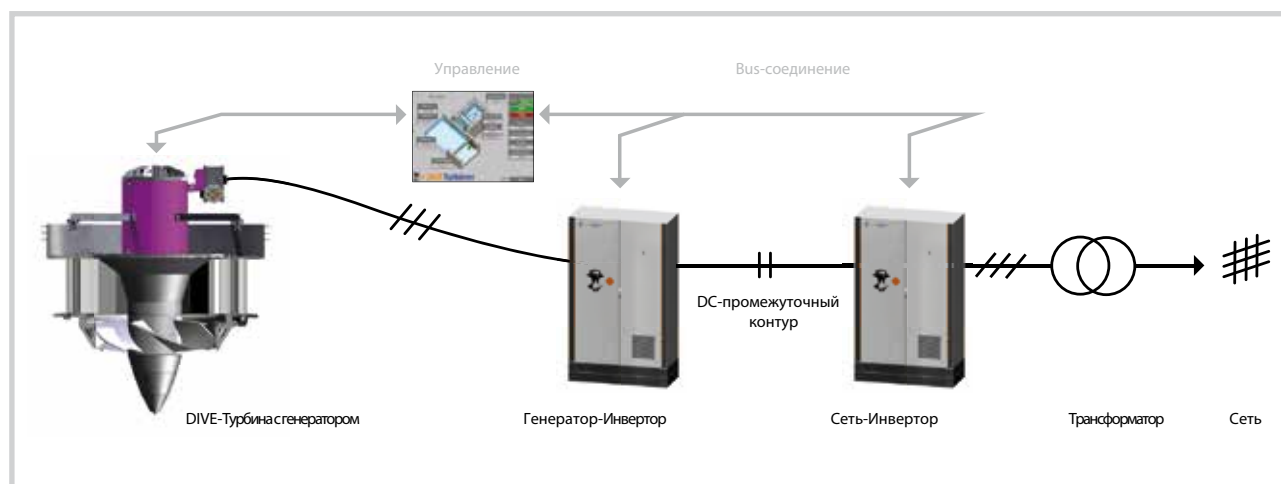 Управление
Bus-соединение
DC-промежуточный
контур
DIVE-Турбина с генератором
Генератор-Инвертор
Сеть-Инвертор
Трансформатор
Сеть